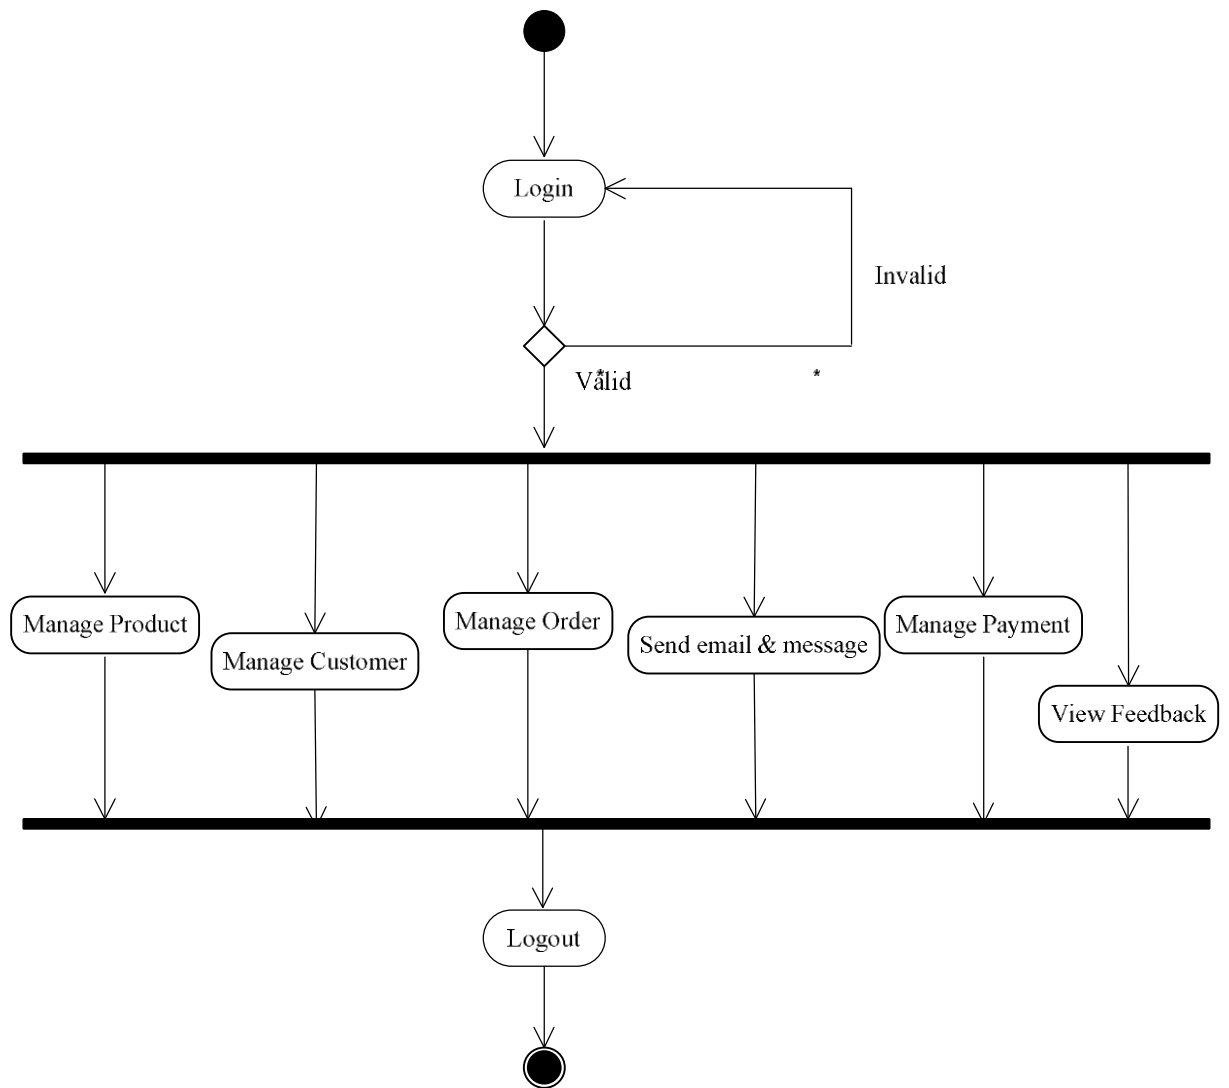 Login
Invalid
Valid
*
*
Manage Product
Manage Customer
Manage Order
Send email & message
Manage Payment
View Feedback
Logout